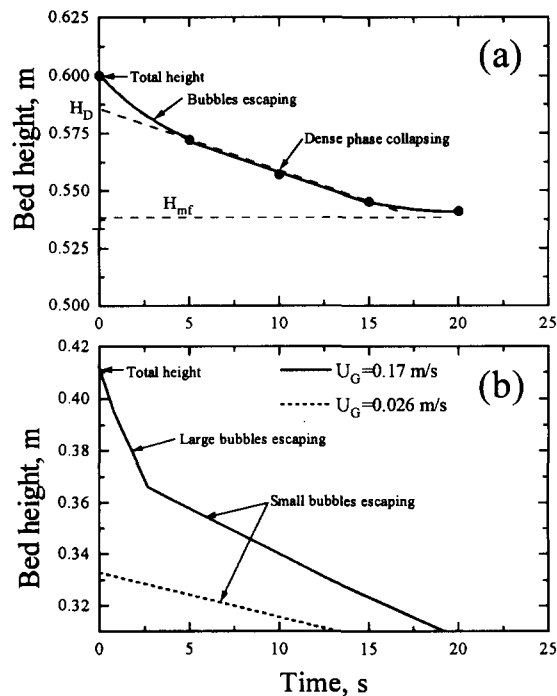 0.625
(a)
0.600
Total height
H_D
Bubbles escaping
0.575
Dense phase collapsing
0.550
H_mf
0.525
0.500
0 5 10 15 20 25
Bed height, m
0.42
Total height
U_G=0.17 m/s
(b)
U_G=0.026 m/s
0.40
Large bubbles escaping
0.38
0.36
Small bubbles escaping
0.33
0.32
0 5 10 15 20 25
Bed height, m
Time, s